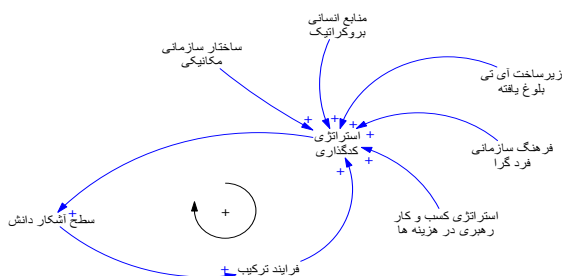 منابع انسانی
بروکراتیک
ساختار سازمانی
مکانیکی
زیرساخت آی تی
بلوغ یافته
+
+
+
+
+
استراتژی
کدگذاری
فرهنگ سازمانی
فرد گرا
+
+
استراتژی کسب و کار
رهبری در هزینه ها
+
+
سطح آشکار دانش
+
فرایند ترکیب